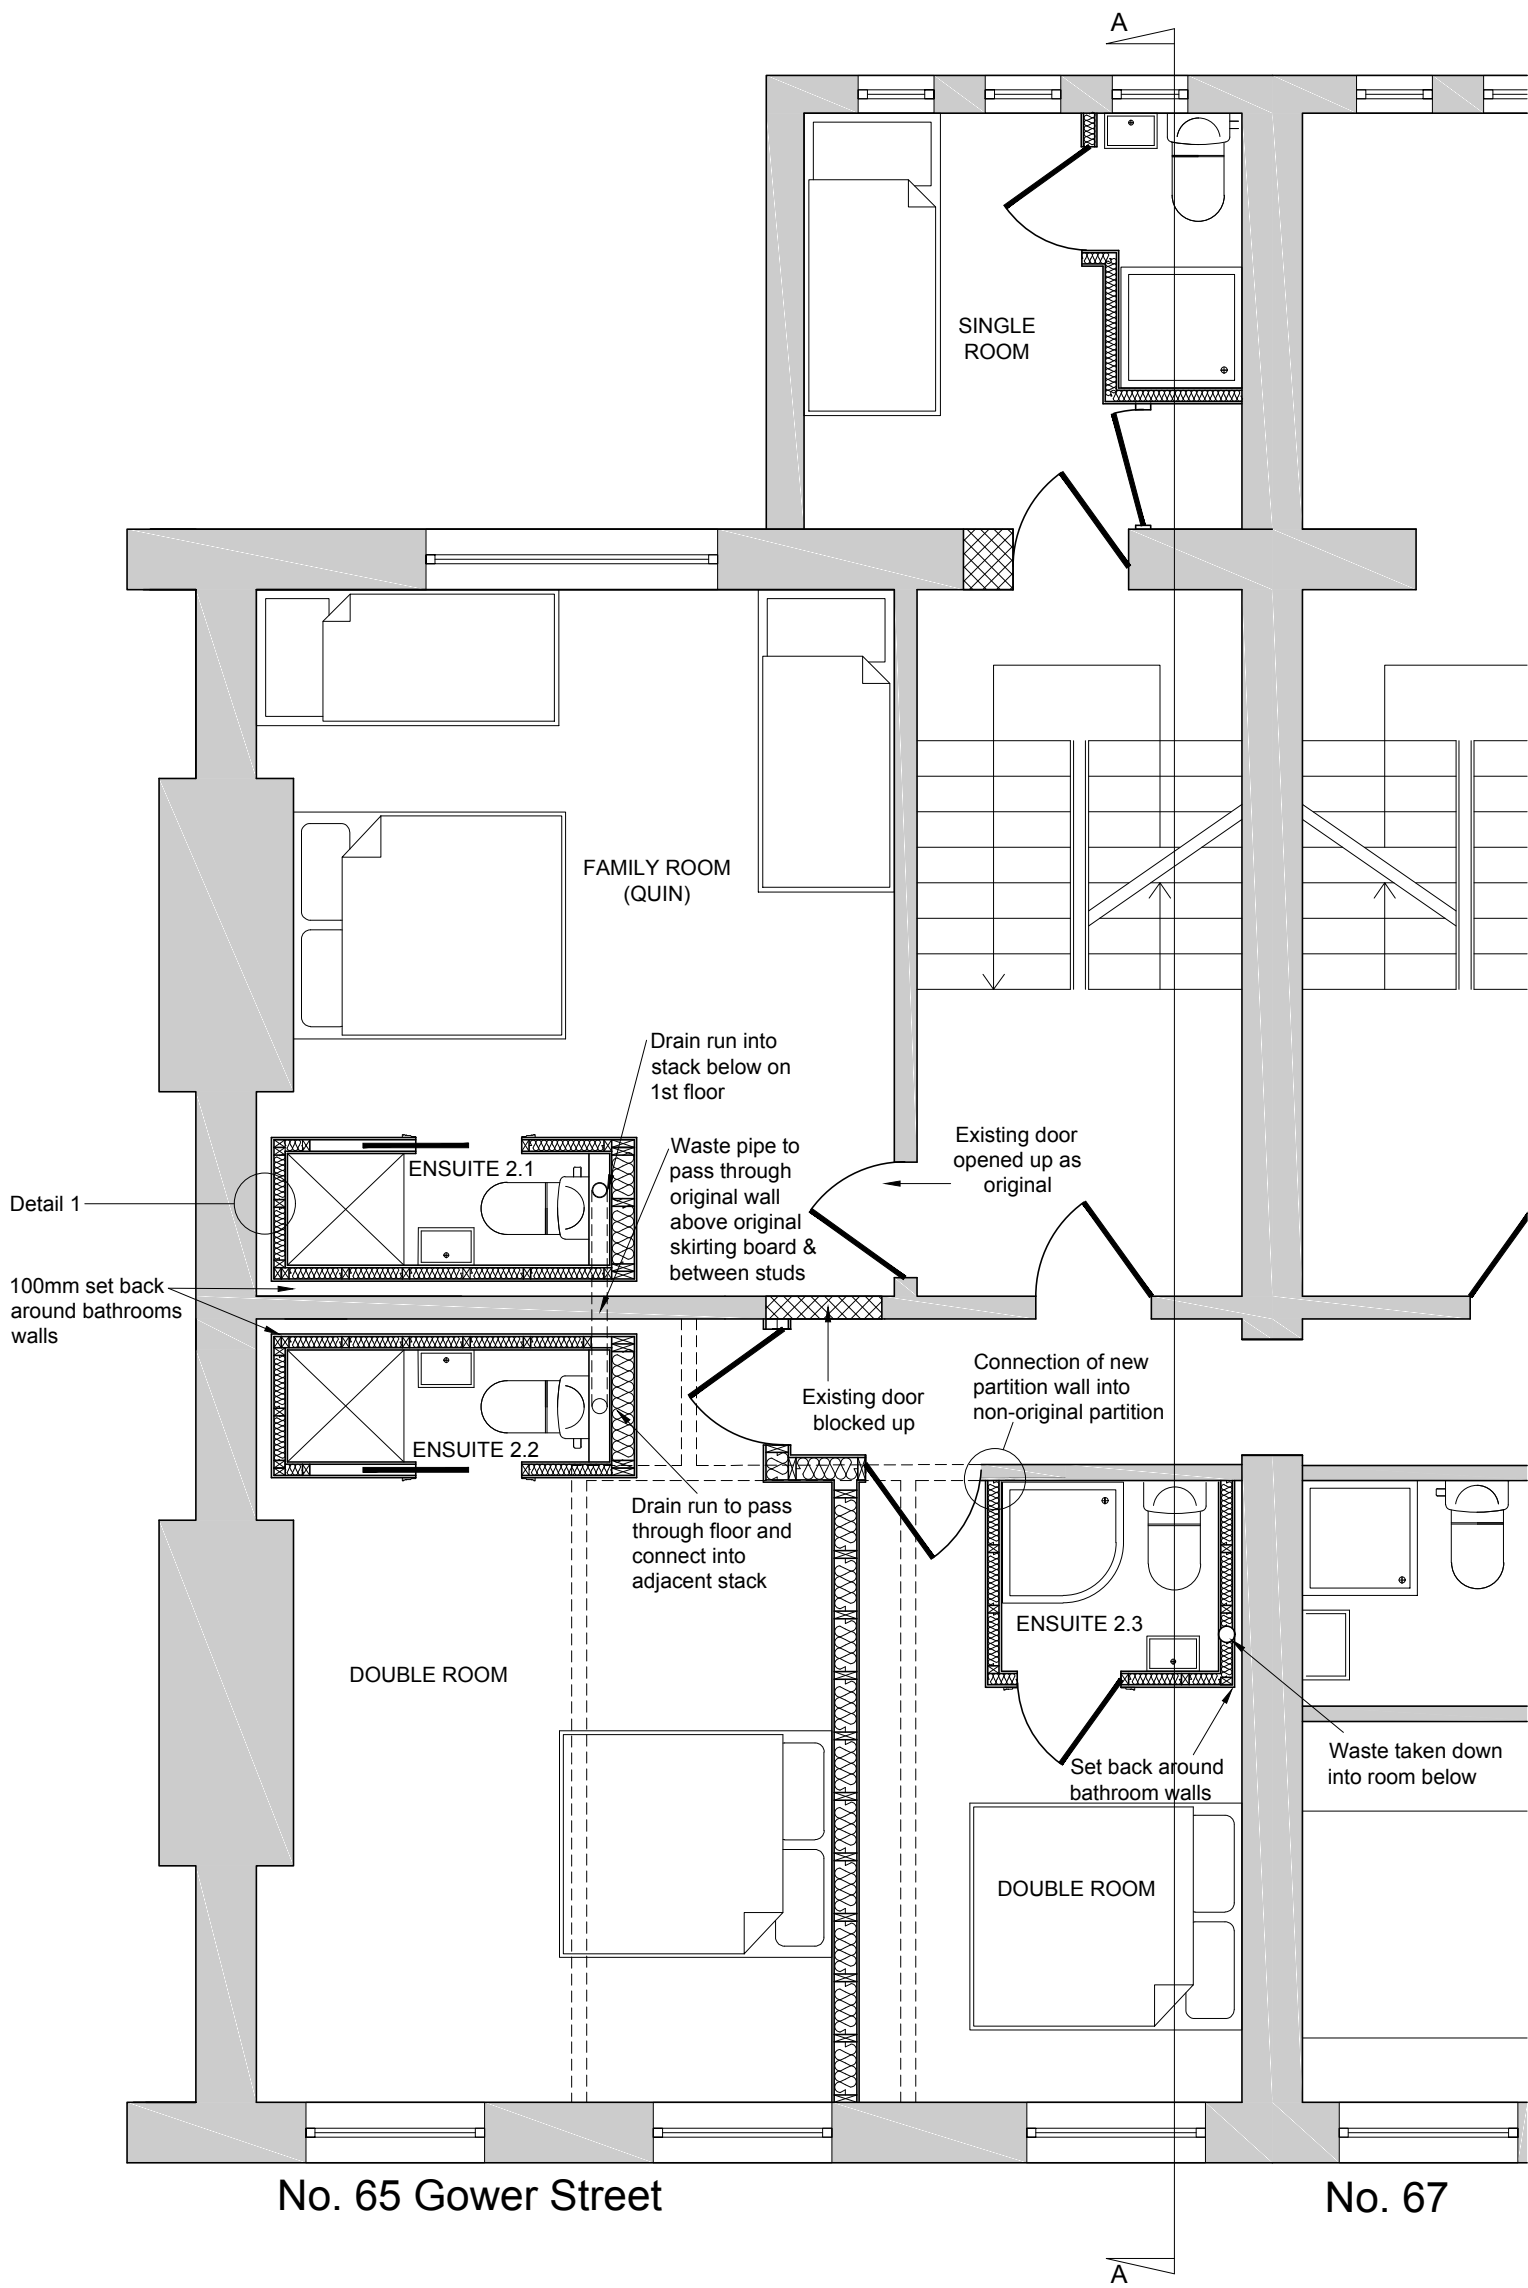 A
SINGLE
ROOM
FAMILY ROOM
(QUIN)
Drain run into
stack below on
1st floor
Waste pipe to
pass through
original wall
above original
skirting board &
between studs
Existing door
opened up as
original
ENSUITE 2.1
Detail 1
100mm set back
around bathrooms
walls
Existing door
blocked up
Connection of new
partition wall into
non-original partition
ENSUITE 2.2
Drain run to pass
through floor and
connect into
adjacent stack
ENSUITE 2.3
DOUBLE ROOM
Set back around
bathroom walls
Waste taken down
into room below
DOUBLE ROOM
No. 65 Gower Street
No. 67
A